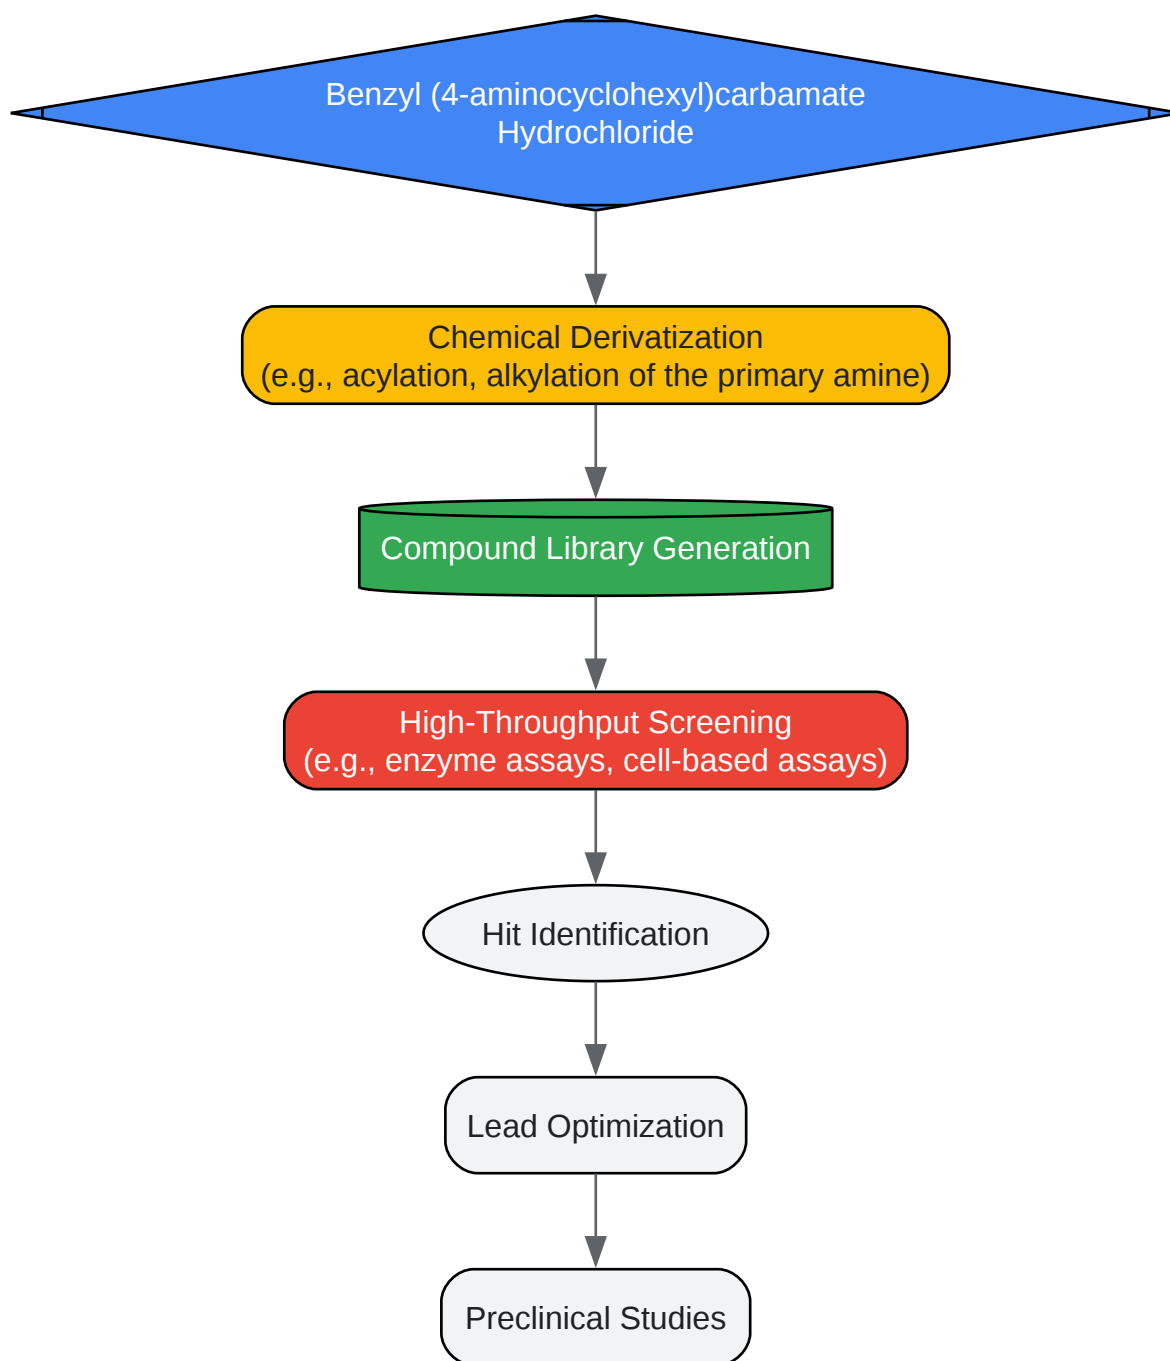 Benzyl (4-aminocyclohexyl)carbamate
Hydrochloride
Chemical Derivatization
(e.g., acylation, alkylation of the primary amine)
Compound Library Generation
High-Throughput Screening
(e.g., enzyme assays, cell-based assays)
Hit Identification
Lead Optimization
Preclinical Studies